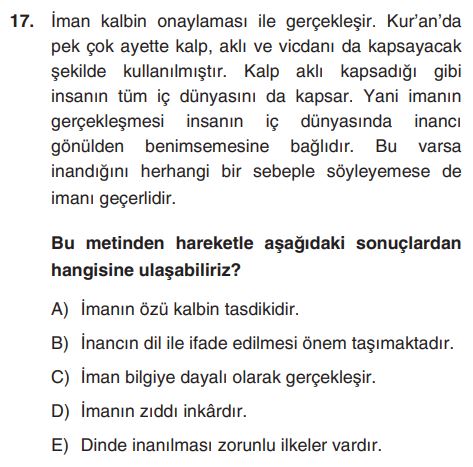 17. İman kalbin onaylaması ile gerçekleşir. Kur’an’da
pek çok ayette kalp, aklı ve vicdanı da kapsayacak
şekilde kullanılmıştır. Kalp aklı kapsadığı gibi
insanın tüm iç dünyasını da kapsar. Yani imanın
gerçekleşmesi insanın iç dünyasında inancı
gönülden benimsemesine bağlıdır. Bu varsa
inandığını herhangi bir sebeple söyleyemese de
imanı geçerlidir.
Bu metinden hareketle aşağıdaki sonuçlardan
hangisine ulaşabiliriz?
A) İmanın özü kalbin tasdikidir.
B) İnancın dil ile ifade edilmesi önem taşımaktadır.
C) İman bilgiye dayalı olarak gerçekleşir.
D) İmanın zıddı inkârdır.
E) Dinde inanılması zorunlu ilkeler vardır.